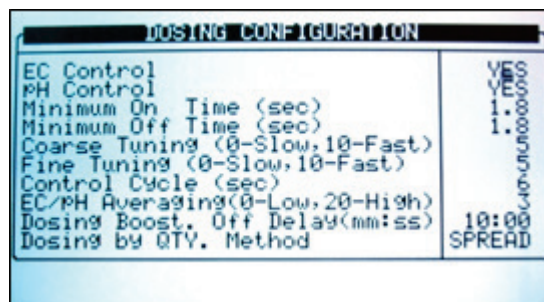 DOSING CONFIGURATION
EC Control YES
PH Control YES
Minimum On Time (sec) 1.8
Minimum Off Time (sec) 1.8
Coarse Tuning (0-Slow,10-Fast) 5
Fine Tuning (0-Slow,10-Fast) 5
Control Cycle (sec) 6
EC/PH Averaging(0-Low,20-High) 3
Dosing Boost. Off Delay(mm:ss) 10:00
Dosing by QTY. Method SPREAD